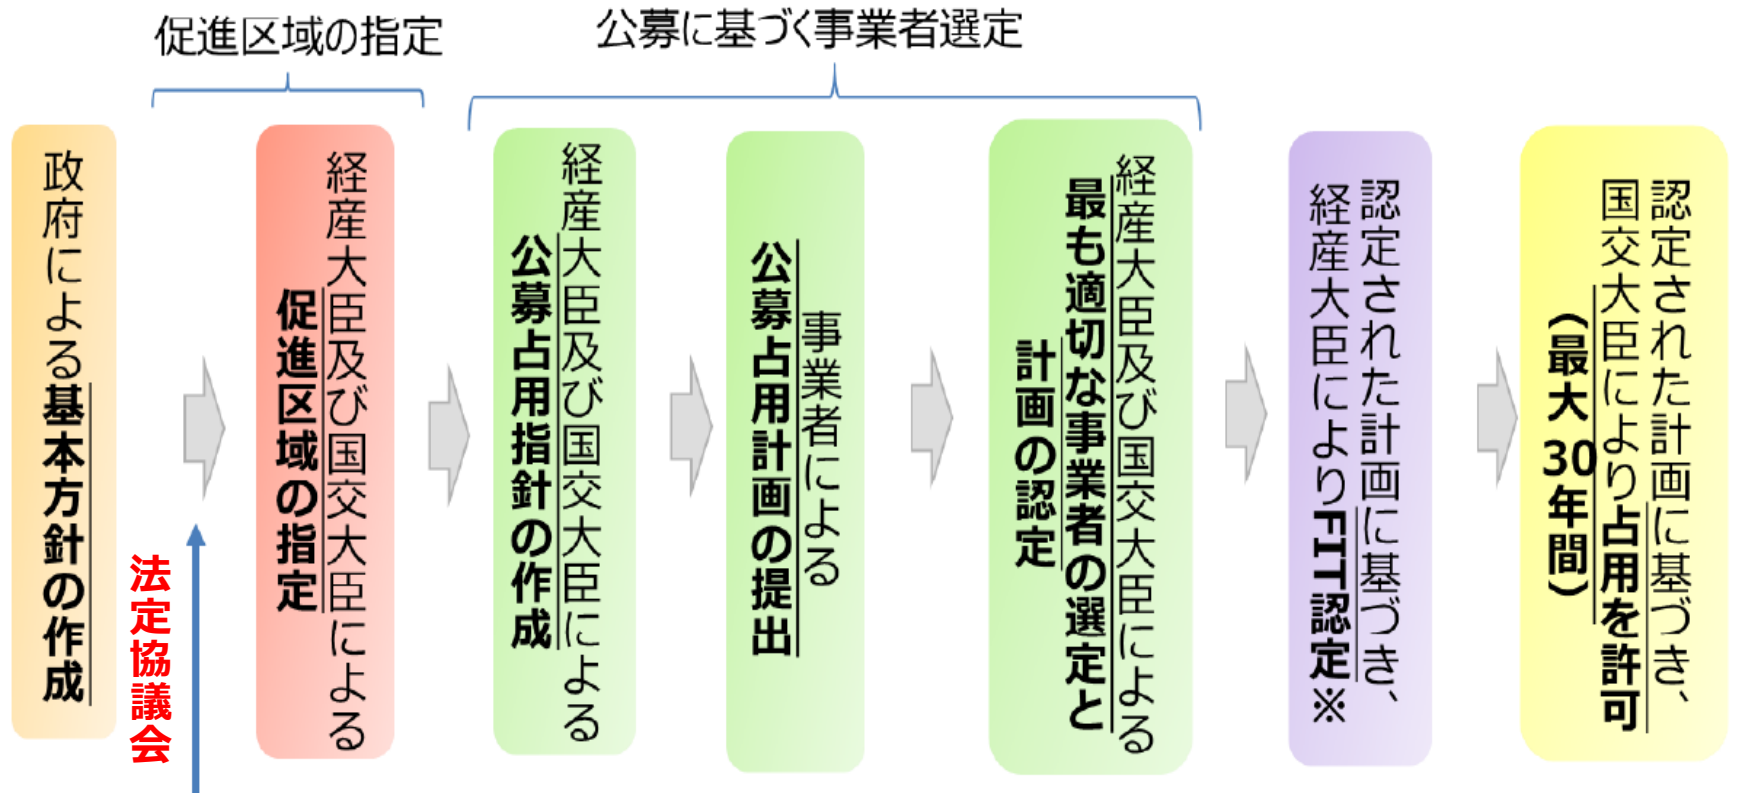 促進区域の指定
公募に基づく事業者選定
政府による基本方針の作成
法定協議会
経産大臣及び国交大臣による
促進区域の指定
経産大臣及び国交大臣による
公募占用指針の作成
事業者による
公募占用計画の提出
経産大臣及び国交大臣による
最も適切な事業者の選定と
計画の認定
認定された計画に基づき、
経産大臣によりFIT認定※
認定された計画に基づき、
国交大臣により占用を許可
（最大30年間）